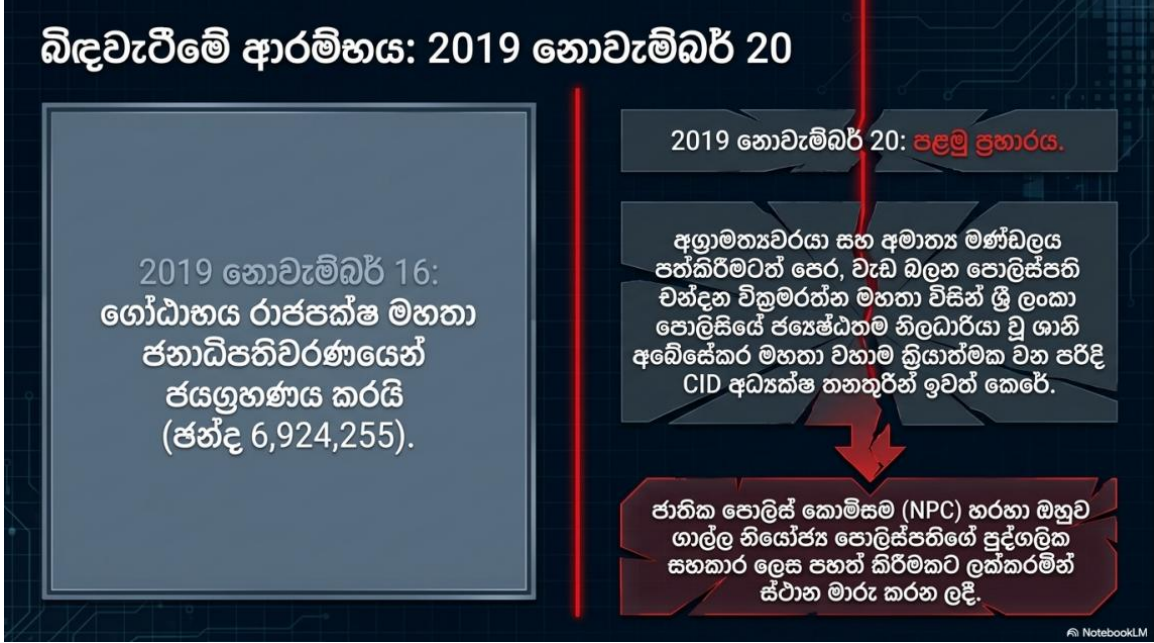 බිඳවැටීමේ ආරම්භය: 2019 නොවැම්බර් 20
2019 නොවැම්බර් 16:
ගෝඨාභය රාජපක්ෂ මහතා
ජනාධිපතිවරණයෙන්
ජයග්‍රහණය කරයි
(ඡන්ද 6,924,255).
2019 නොවැම්බර් 20: පළමු ප්‍රහාරය.
අග්‍රාමාත්‍යවරයා සහ අමාත්‍ය මණ්ඩලය
පත්කිරීමටත් පෙර, වැඩ බලන පොලිස්පති
චන්දන වික්‍රමරත්න මහතා විසින් ශ්‍රී ලංකා
පොලිසියේ ජ්‍යෙෂ්ඨතම නිලධාරියා වූ ශානි
අබේසේකර මහතා වහාම ක්‍රියාත්මක වන පරිදි
CID අධ්‍යක්ෂ තනතුරින් ඉවත් කෙරේ.
ජාතික පොලිස් කොමිසම (NPC) හරහා ඔහුව
ගාල්ල නියෝජ්‍ය පොලිස්පතිගේ පුද්ගලික
සහකාර ලෙස පහත් කිරීමකට ලක්කරමින්
ස්ථාන මාරු කරන ලදී.
NotebookLM